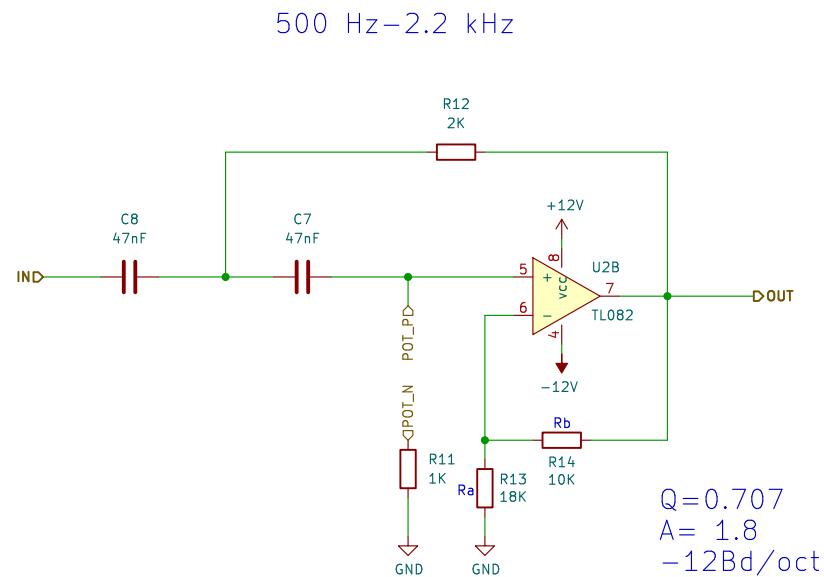 500 Hz-2.2 kHz
R12
2K
C8
47nF
C7
47nF
+12V
IN
5
+
8
VCC
U2B
7
OUT
6
-
4
TL082
POT_P
-12V
POT_N
Rb
R14
10K
R11
1K
Ra
R13
18K
Q=0.707
A= 1.8
-12Bd/oct
GND
GND